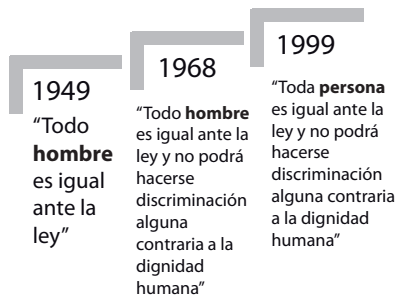 1949
“Todo
hombre
es igual
ante la
ley”
1968
“Todo hombre
es igual ante la
ley y no podrá
hacerse
discriminación
alguna
contraria a la
dignidad
humana”
1999
“Toda persona
es igual ante la
ley y no podrá
hacerse
discriminación
alguna contraria
a la dignidad
humana”